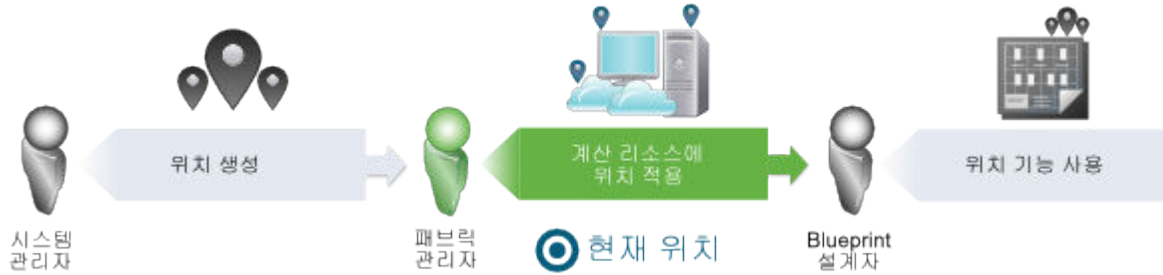 위치 생성
계산 리소스에
위치 적용
위치 기능 사용
시스템
관리자
패브릭
관리자
현재 위치
Blueprint
설계자